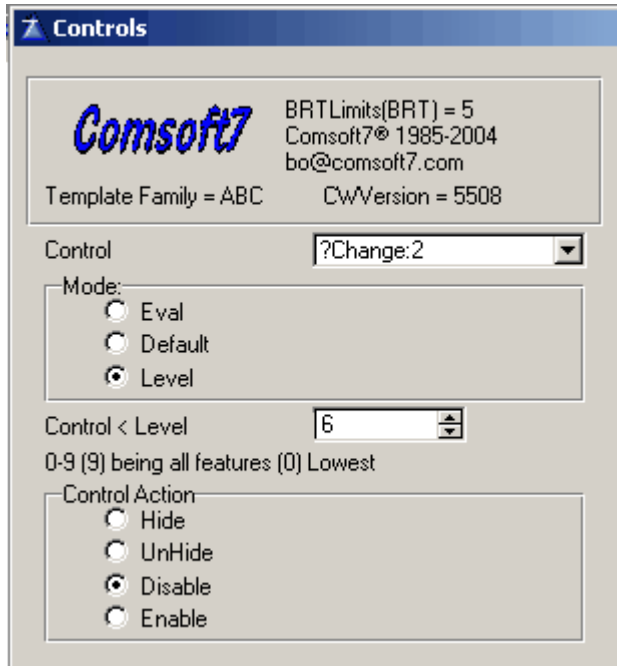 Controls
Comsoft7
BRTLimits(BRT) = 5
Comsoft7® 1985-2004
bo@comsoft7.com
Template Family = ABC CwVersion = 5508
Control ?Change:2
Mode:
Eval
Default
Level
Control < Level 6
0-9 (9) being all features (0) Lowest
Control Action
Hide
UnHide
Disable
Enable